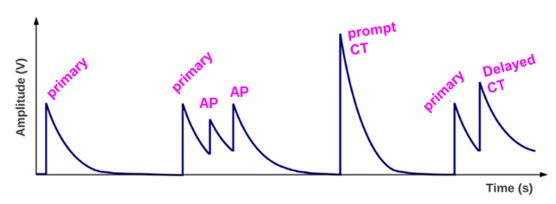 Amplitude (V)
primary
primary
AP
AP
prompt
CT
primary
Delayed
CT
Time (s)